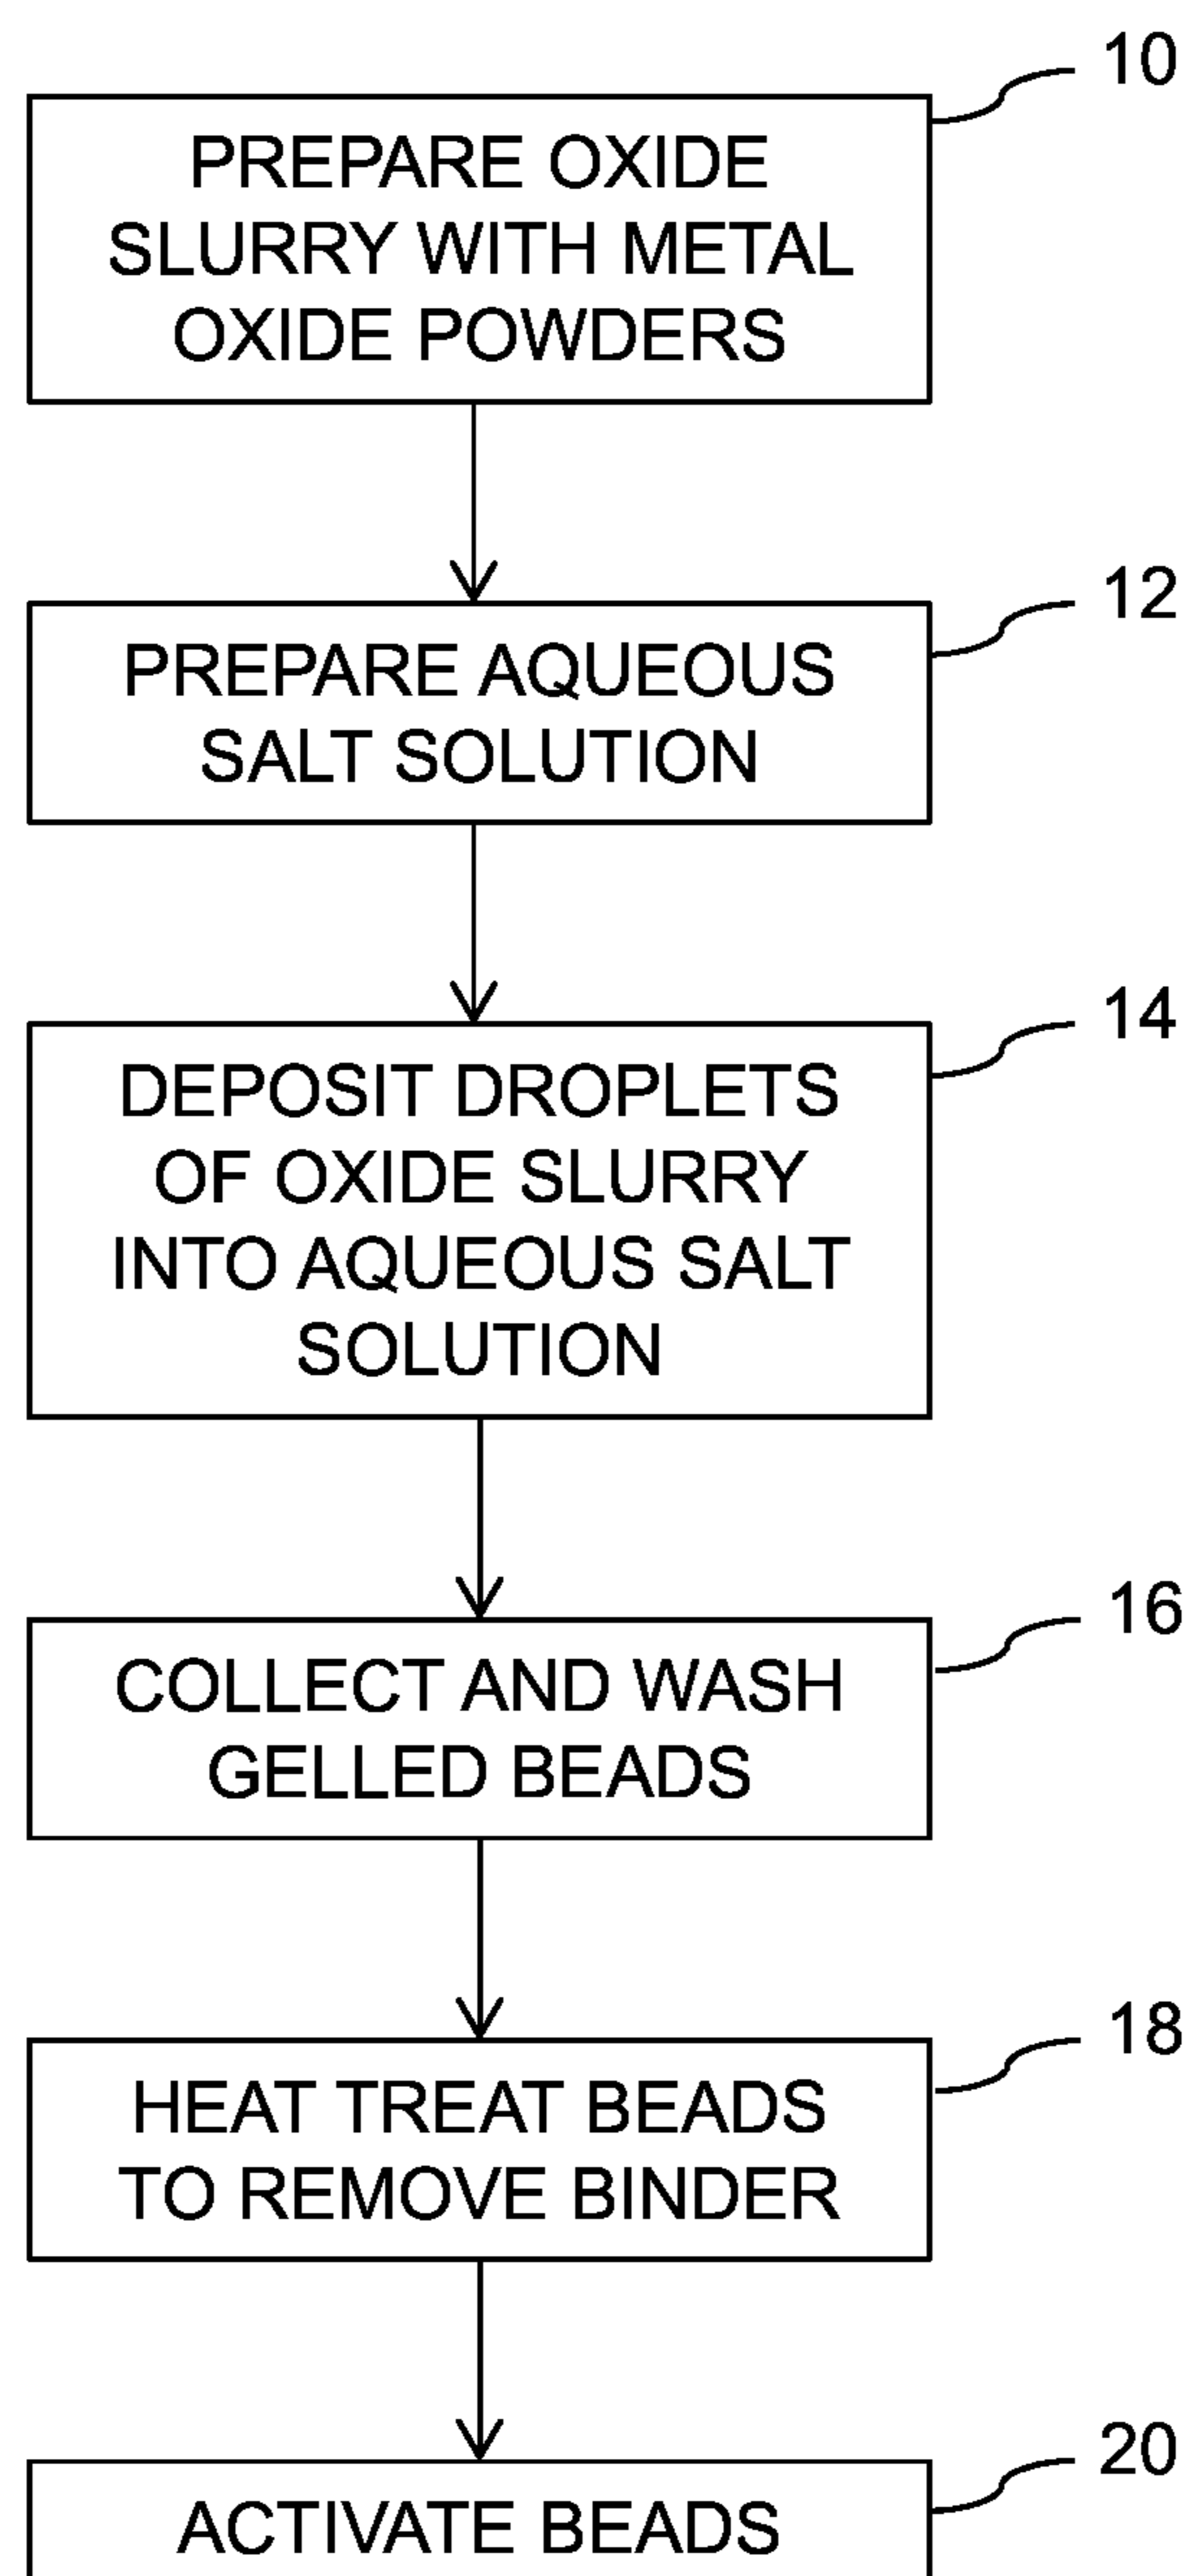 10
PREPARE OXIDE
SLURRY WITH METAL
OXIDE POWDERS
12
PREPARE AQUEOUS
SALT SOLUTION
14
DEPOSIT DROPLETS
OF OXIDE SLURRY
INTO AQUEOUS SALT
SOLUTION
16
COLLECT AND WASH
GELLED BEADS
18
HEAT TREAT BEADS
TO REMOVE BINDER
20
ACTIVATE BEADS